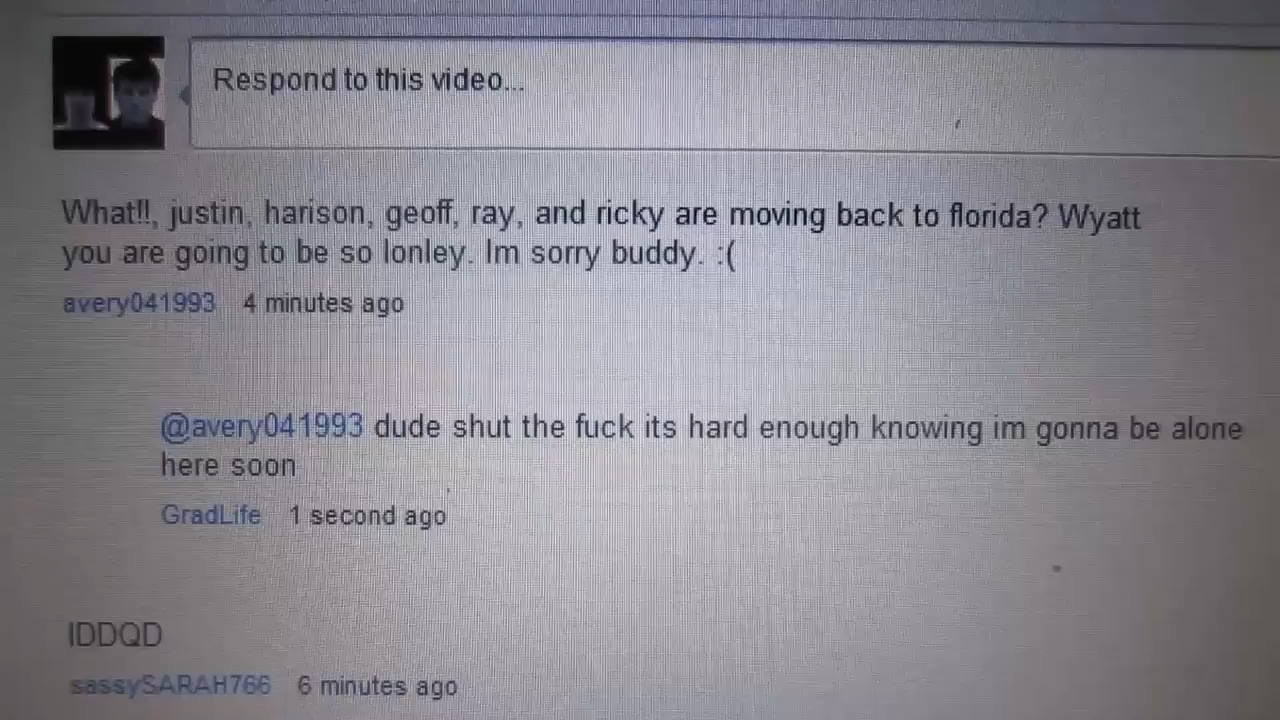 Respond to this video...
What!!, justin, harison, geoff, ray, and ricky are moving back to florida? Wyatt
you are going to be so lonley. Im sorry buddy. :(
avery041993 4 minutes ago
@avery041993 dude shut the fuck its hard enough knowing im gonna be alone
here soon
GradLife 1 second ago
IDDQD
sassySARAH766 6 minutes ago